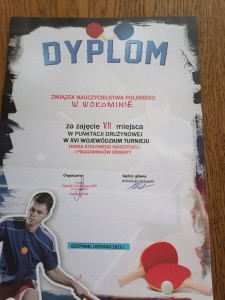 DYPLOM
ZWIĄZEK NAUCZYCIELSTWA POLSKIEGO
W WOŁOMINIE
za zajęcie VII miejsca
W PUNKTACJI DRUŻYNOWEJ
W XVI WOJEWÓDZKIM TURNIEJU
TENISA STOŁOWEGO NAUCZYCIELI
I PRACOWNIKÓW OŚWIATY
Organizator:
Sędzia główny
GOSTYNIN, LISTOPAD 2021 r.